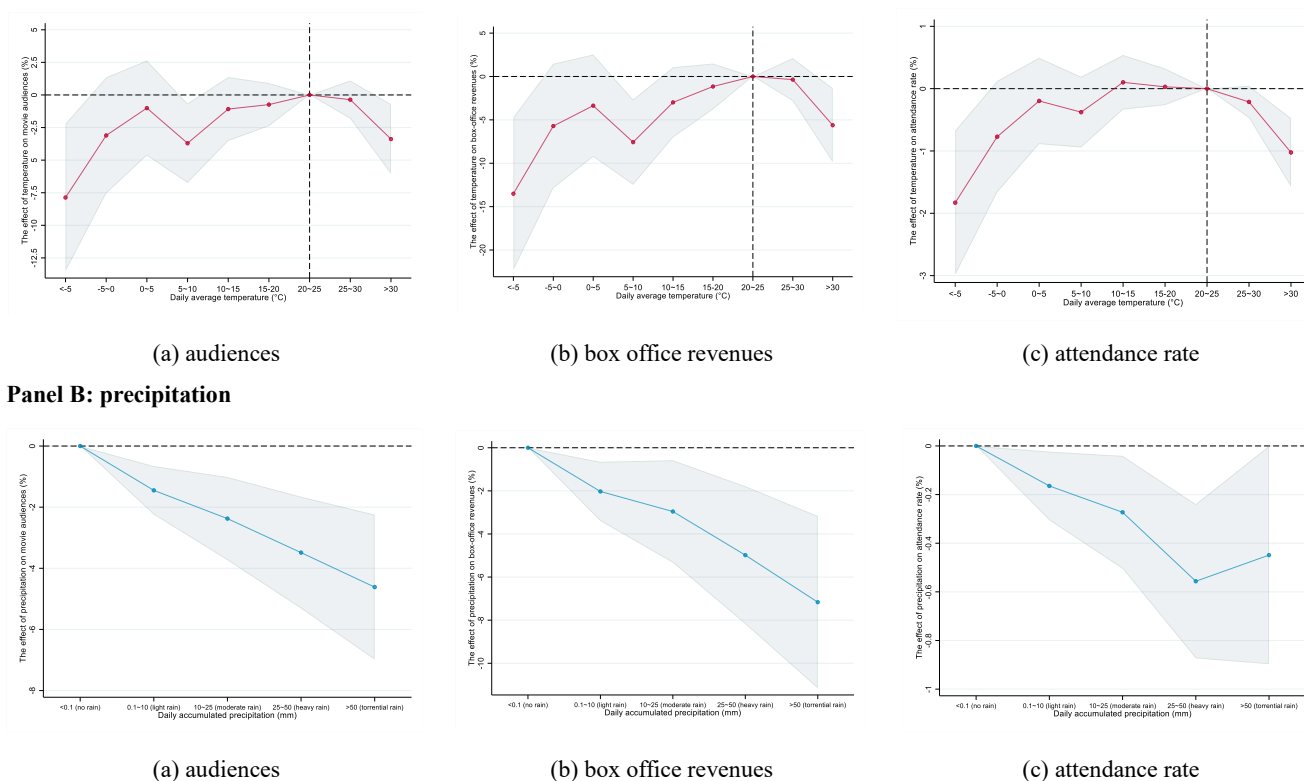 The effect of temperature on movie audiences (%)
5
2.5
0
-2.5
5
-7.5
-10
-12.5
<-5
-5~0
0~5
5~10
10~15
15-20
20~25
25~30
>30
Daily average temperature (°C)
(a) audiences
The effect of temperature on box-office revenues (%)
5
0
-5
-10
-15
-20
<-5
-5~0
0~5
5~10
10~15
15-20
20~25
25~30
>30
Daily average temperature (°C)
(b) box office revenues
The effect of temperature on attendance rate (%)
1
0
-1
-2
-3
<-5
-5~0
0~5
5~10
10~15
15-20
20~25
25~30
>30
Daily average temperature (°C)
(c) attendance rate
Panel B: precipitation
The effect of precipitation on movie audiences (%)
0
-2
-4
-6
-8
<0.1 (no rain)
0.1~10 (light rain)
10~25 (moderate rain)
25~50 (heavy rain)
>50 (torrential rain)
Daily accumulated precipitation (mm)
(a) audiences
The effect of precipitation on box-office revenues (%)
0
-2
-4
-6
-8
-10
<0.1 (no rain)
0.1~10 (light rain)
10~25 (moderate rain)
25~50 (heavy rain)
>50 (torrential rain)
Daily accumulated precipitation (mm)
(b) box office revenues
The effect of precipitation on attendance rate (%)
0
-0.2
-0.4
-0.6
-0.8
-1
<0.1 (no rain)
0.1~10 (light rain)
10~25 (moderate rain)
25~50 (heavy rain)
>50 (torrential rain)
Daily accumulated precipitation (mm)
(c) attendance rate